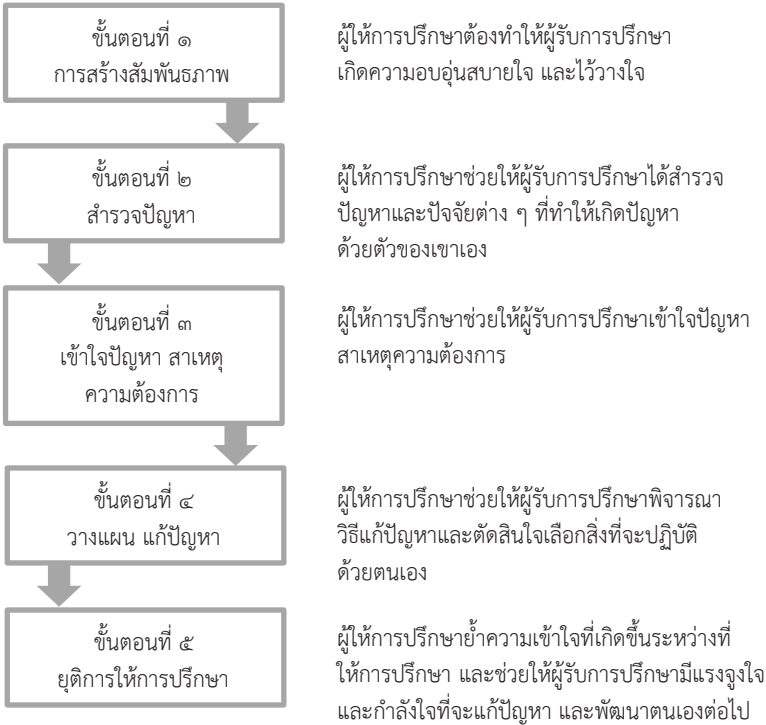 ขั้นตอนที่ ๑
การสร้างสัมพันธภาพ
ผู้ให้การปรึกษาต้องทำให้ผู้รับการปรึกษา
เกิดความอบอุ่นสบายใจ และไว้วางใจ
ขั้นตอนที่ ๒
สำรวจปัญหา
ผู้ให้การปรึกษาช่วยให้ผู้รับการปรึกษาได้สำรวจ
ปัญหาและปัจจัยต่าง ๆ ที่ทำให้เกิดปัญหา
ด้วยตัวของเขาเอง
ขั้นตอนที่ ๓
เข้าใจปัญหา สาเหตุ
ความต้องการ
ผู้ให้การปรึกษาช่วยให้ผู้รับการปรึกษาเข้าใจปัญหา
สาเหตุความต้องการ
ขั้นตอนที่ ๔
วางแผน แก้ปัญหา
ผู้ให้การปรึกษาช่วยให้ผู้รับการปรึกษาพิจารณา
วิธีแก้ปัญหาและตัดสินใจเลือกสิ่งที่จะปฏิบัติ
ด้วยตนเอง
ขั้นตอนที่ ๕
ยุติการให้การปรึกษา
ผู้ให้การปรึกษาย้ำความเข้าใจที่เกิดขึ้นระหว่างที่
ให้การปรึกษา และช่วยให้ผู้รับการปรึกษามีแรงจูงใจ
และกำลังใจที่จะแก้ปัญหา และพัฒนาตนเองต่อไป